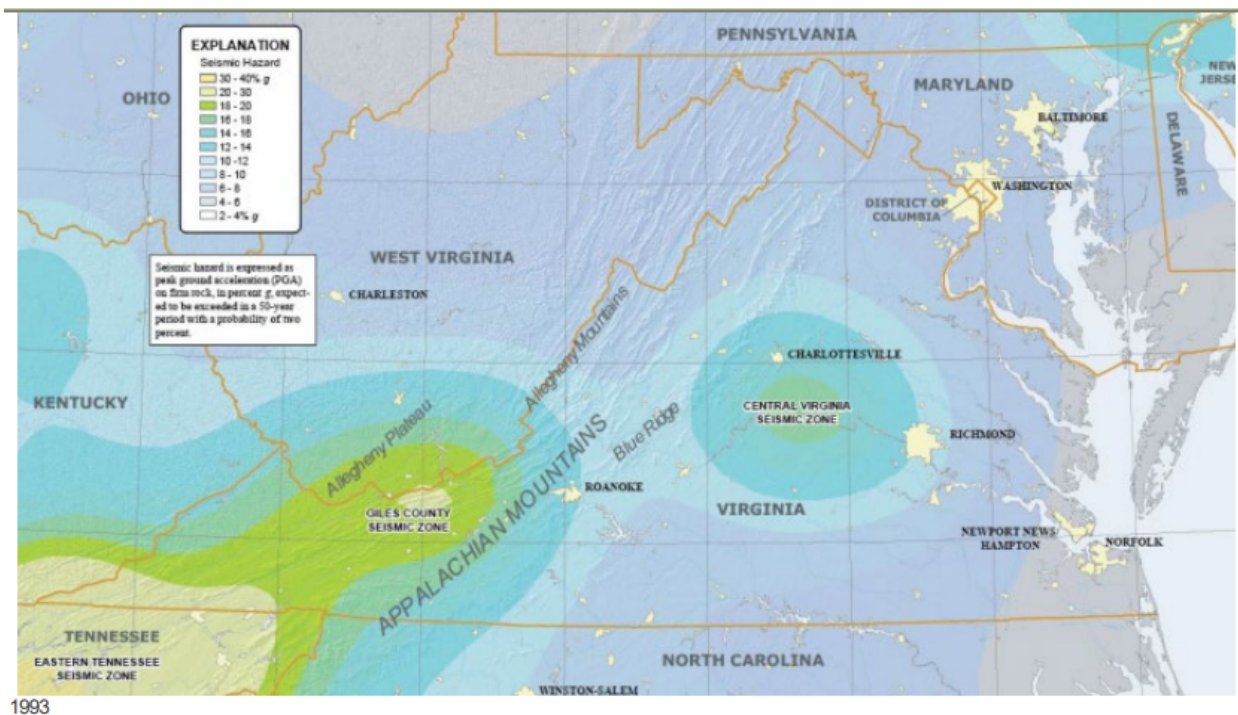 EXPLANATION
Seismic Hazard
30 - 40% g
20 - 30
18 - 20
16 - 18
14 - 16
12 - 14
10 -12
8 - 10
6 - 8
4 - 6
2 - 4% g
Seismic hazard is expressed as
peak ground acceleration (PGA)
on firm rock, in percent g, expect-
ed to be exceeded in a 50-year
period with a probability of two
percent.
PENNSYLVANIA
OHIO
MARYLAND
NEW
JERSE
BALTIMORE
DELAWARE
WASHINGTON
DISTRICT OF
COLUMBIA
WEST VIRGINIA
CHARLESTON
Allegheny Mountains
CHARLOTTESVILLE
KENTUCKY
CENTRAL VIRGINIA
SEISMIC ZONE
Allegheny Plateau
Blue Ridge
RICHMOND
APPALACHIAN MOUNTAINS
ROANOKE
GILES COUNTY
SEISMIC ZONE
VIRGINIA
NEWPORT NEWS/
HAMPTON
NORFOLK
TENNESSEE
EASTERN TENNESSEE
SEISMIC ZONE
NORTH CAROLINA
WINSTON-SALEM
1993